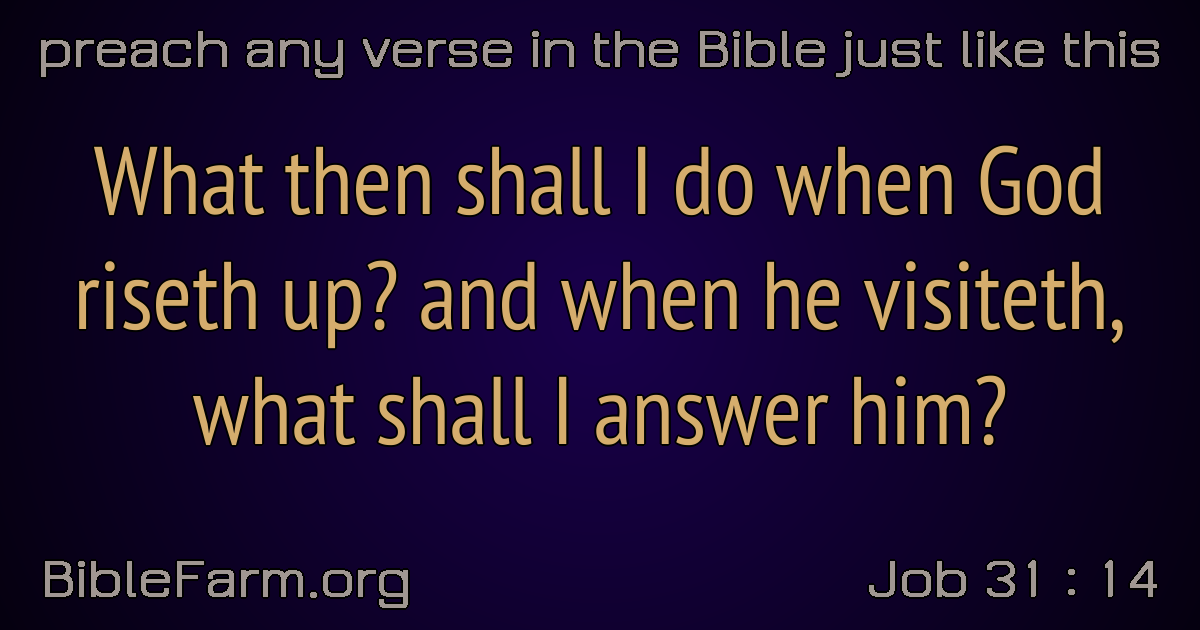 preach any verse in the Bible just like this
What then shall I do when God
riseth up? and when he visiteth,
what shall I answer him?
BibleFarm.org
Job 31 : 14